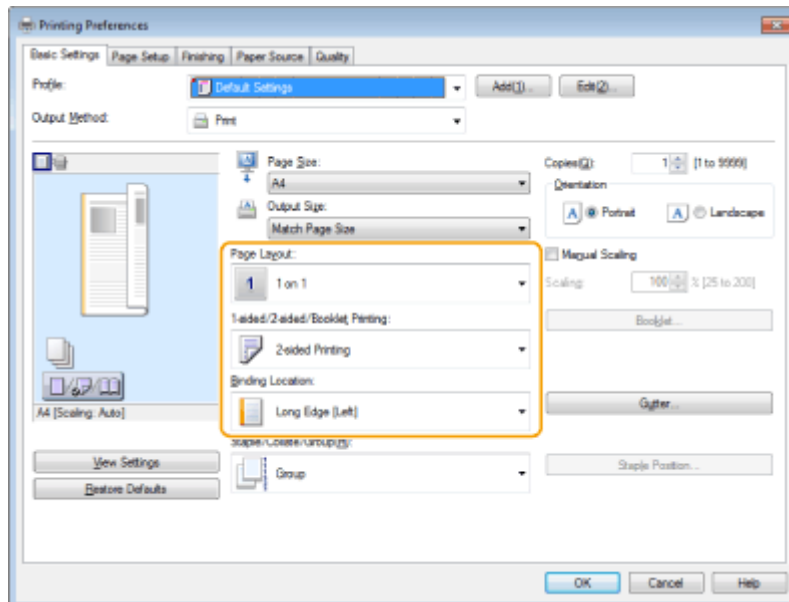 Printing Preferences
Basic Settings Page Setup Finishing Paper Source Quality
Profile: Default Settings Add(1)... Edit(2)...
Output Method: Print
Page Size: Copies(Q): 1 [1 to 9999]
A4 Orientation
Output Size: A Portrait A Landscape
Match Page Size
Page Layout: Manual Scaling
1 1 on 1 Scaling: 100 % [25 to 200]
1-sided/2-sided/Booklet Printing: Booklet...
2-sided Printing
Binding Location:
A4 [Scaling: Auto] Long Edge [Left] Gutter...
Staple/Collate/Group(R):
View Settings Group Staple Position...
Restore Defaults
OK Cancel Help